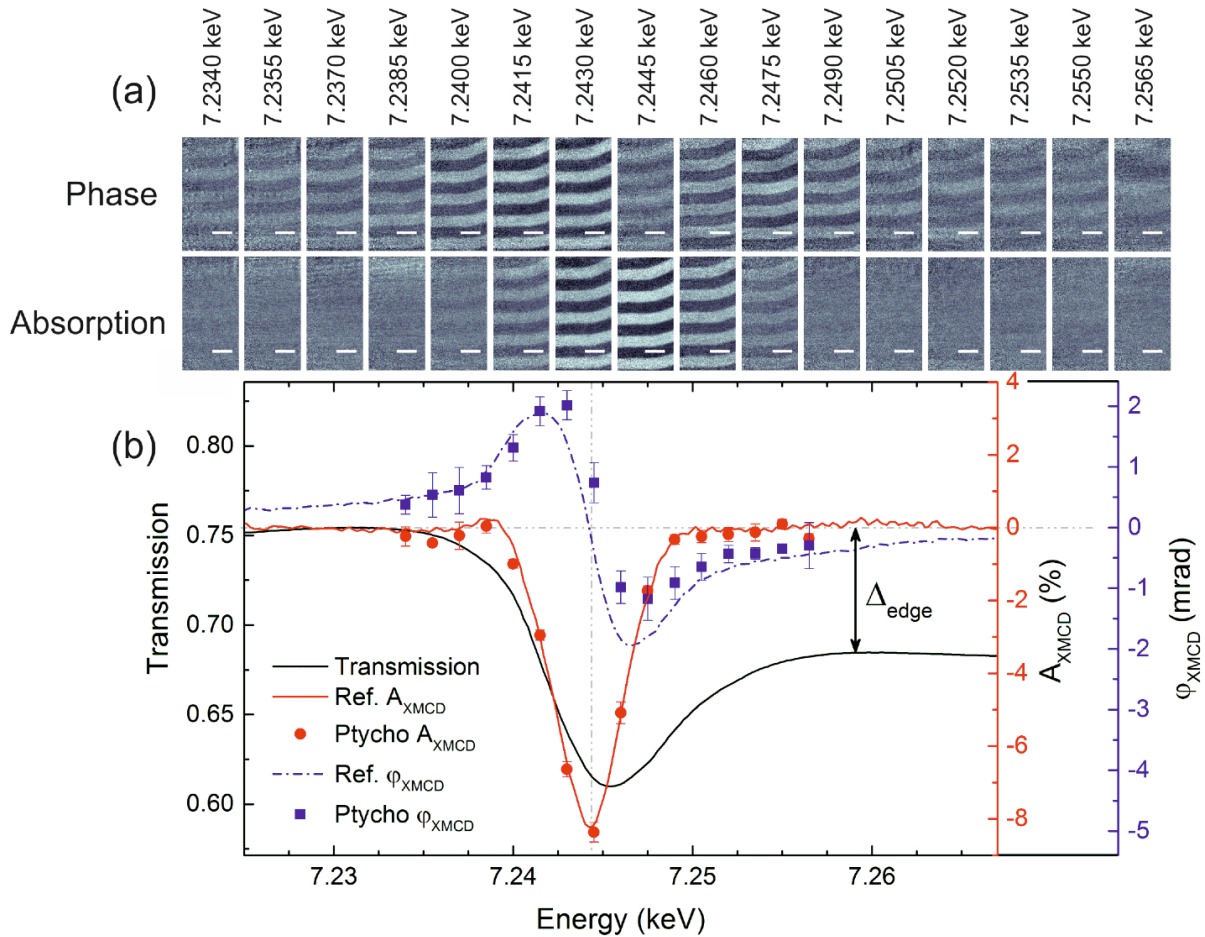 (a)
7.2340 keV
7.2355 keV
7.2370 keV
7.2385 keV
7.2400 keV
7.2415 keV
7.2430 keV
7.2445 keV
7.2460 keV
7.2475 keV
7.2490 keV
7.2505 keV
7.2520 keV
7.2535 keV
7.2550 keV
7.2565 keV
Phase
Absorption
(b)
Transmission
0.80
0.75
0.70
0.65
0.60
Transmission
Ref. A_XMCD
Ptycho A_XMCD
Ref. φ_XMCD
Ptycho φ_XMCD
Δ_edge
4
2
0
-2
-4
-6
-8
A_XMCD (%)
2
1
0
-1
-2
-3
-4
-5
φ_XMCD (mrad)
7.23
7.24
7.25
7.26
Energy (keV)